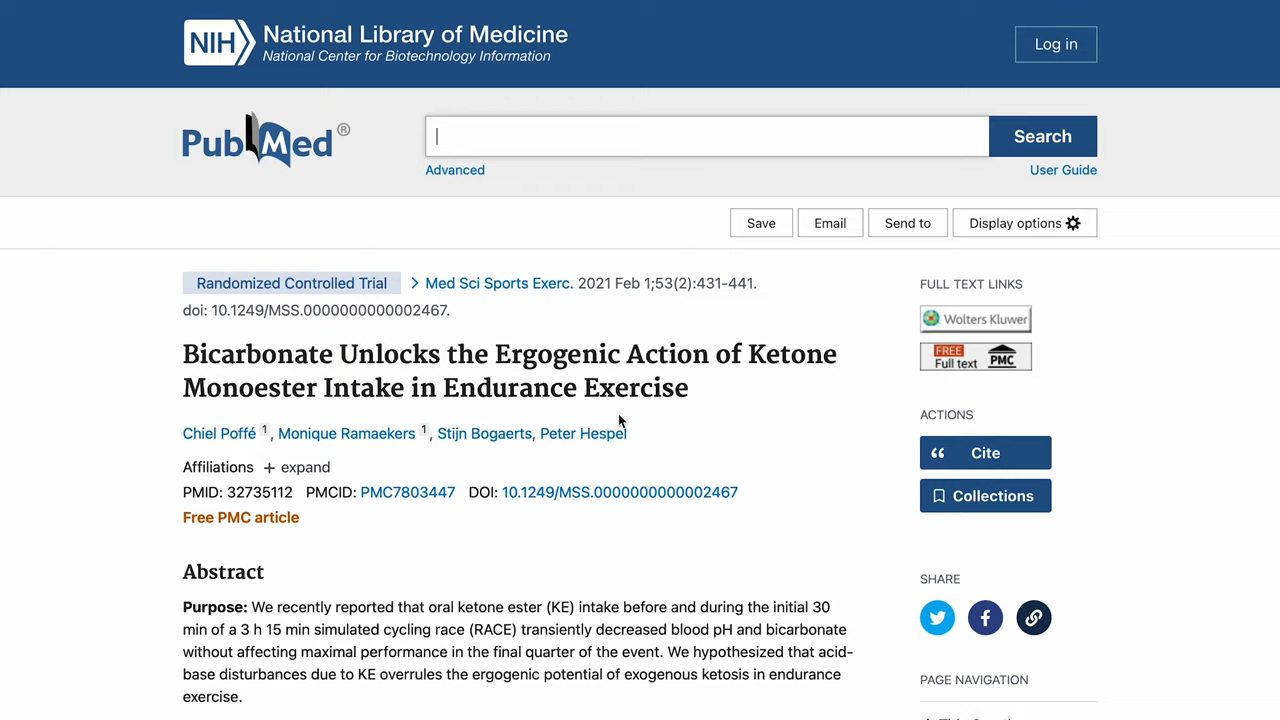 NIH National Library of Medicine
National Center for Biotechnology Information
Log in
PubMed®
Search
Advanced
User Guide
Save
Email
Send to
Display options
Randomized Controlled Trial
Med Sci Sports Exerc. 2021 Feb 1;53(2):431-441.
doi: 10.1249/MSS.0000000000002467.
Bicarbonate Unlocks the Ergogenic Action of Ketone
Monoester Intake in Endurance Exercise
Chiel Poffé 1, Monique Ramaekers 1, Stijn Bogaerts, Peter Hespel
Affiliations + expand
PMID: 32735112 PMCID: PMC7803447 DOI: 10.1249/MSS.0000000000002467
Free PMC article
Abstract
Purpose: We recently reported that oral ketone ester (KE) intake before and during the initial 30
min of a 3 h 15 min simulated cycling race (RACE) transiently decreased blood pH and bicarbonate
without affecting maximal performance in the final quarter of the event. We hypothesized that acid-
base disturbances due to KE overrules the ergogenic potential of exogenous ketosis in endurance
exercise.
FULL TEXT LINKS
Wolters Kluwer
FREE
Full text PMC
ACTIONS
Cite
Collections
SHARE
PAGE NAVIGATION